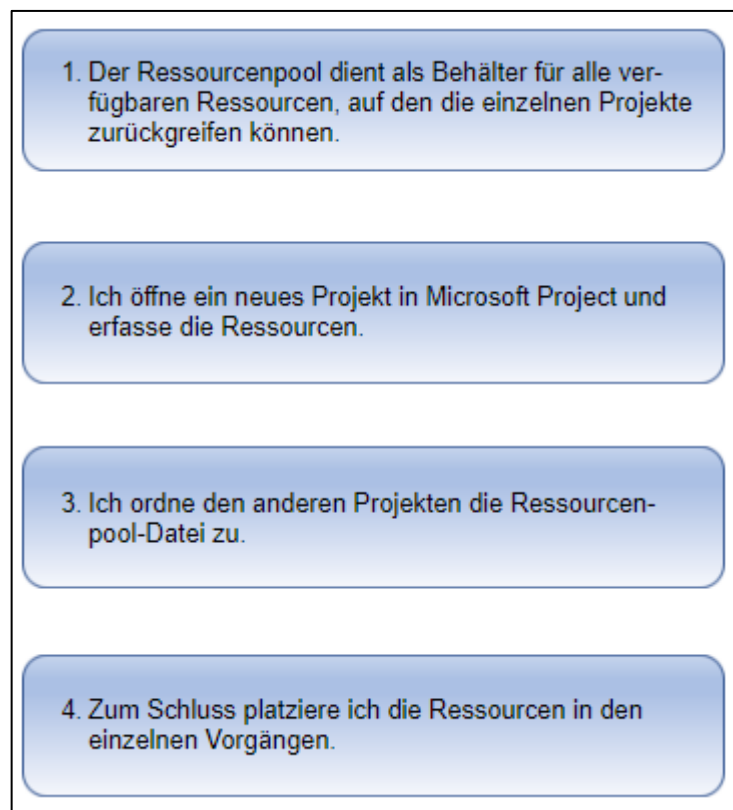 1. Der Ressourcenpool dient als Behälter für alle ver-
fügbaren Ressourcen, auf den die einzelnen Projekte
zurückgreifen können.
2. Ich öffne ein neues Projekt in Microsoft Project und
erfasse die Ressourcen.
3. Ich ordne den anderen Projekten die Ressourcen-
pool-Datei zu.
4. Zum Schluss platziere ich die Ressourcen in den
einzelnen Vorgängen.